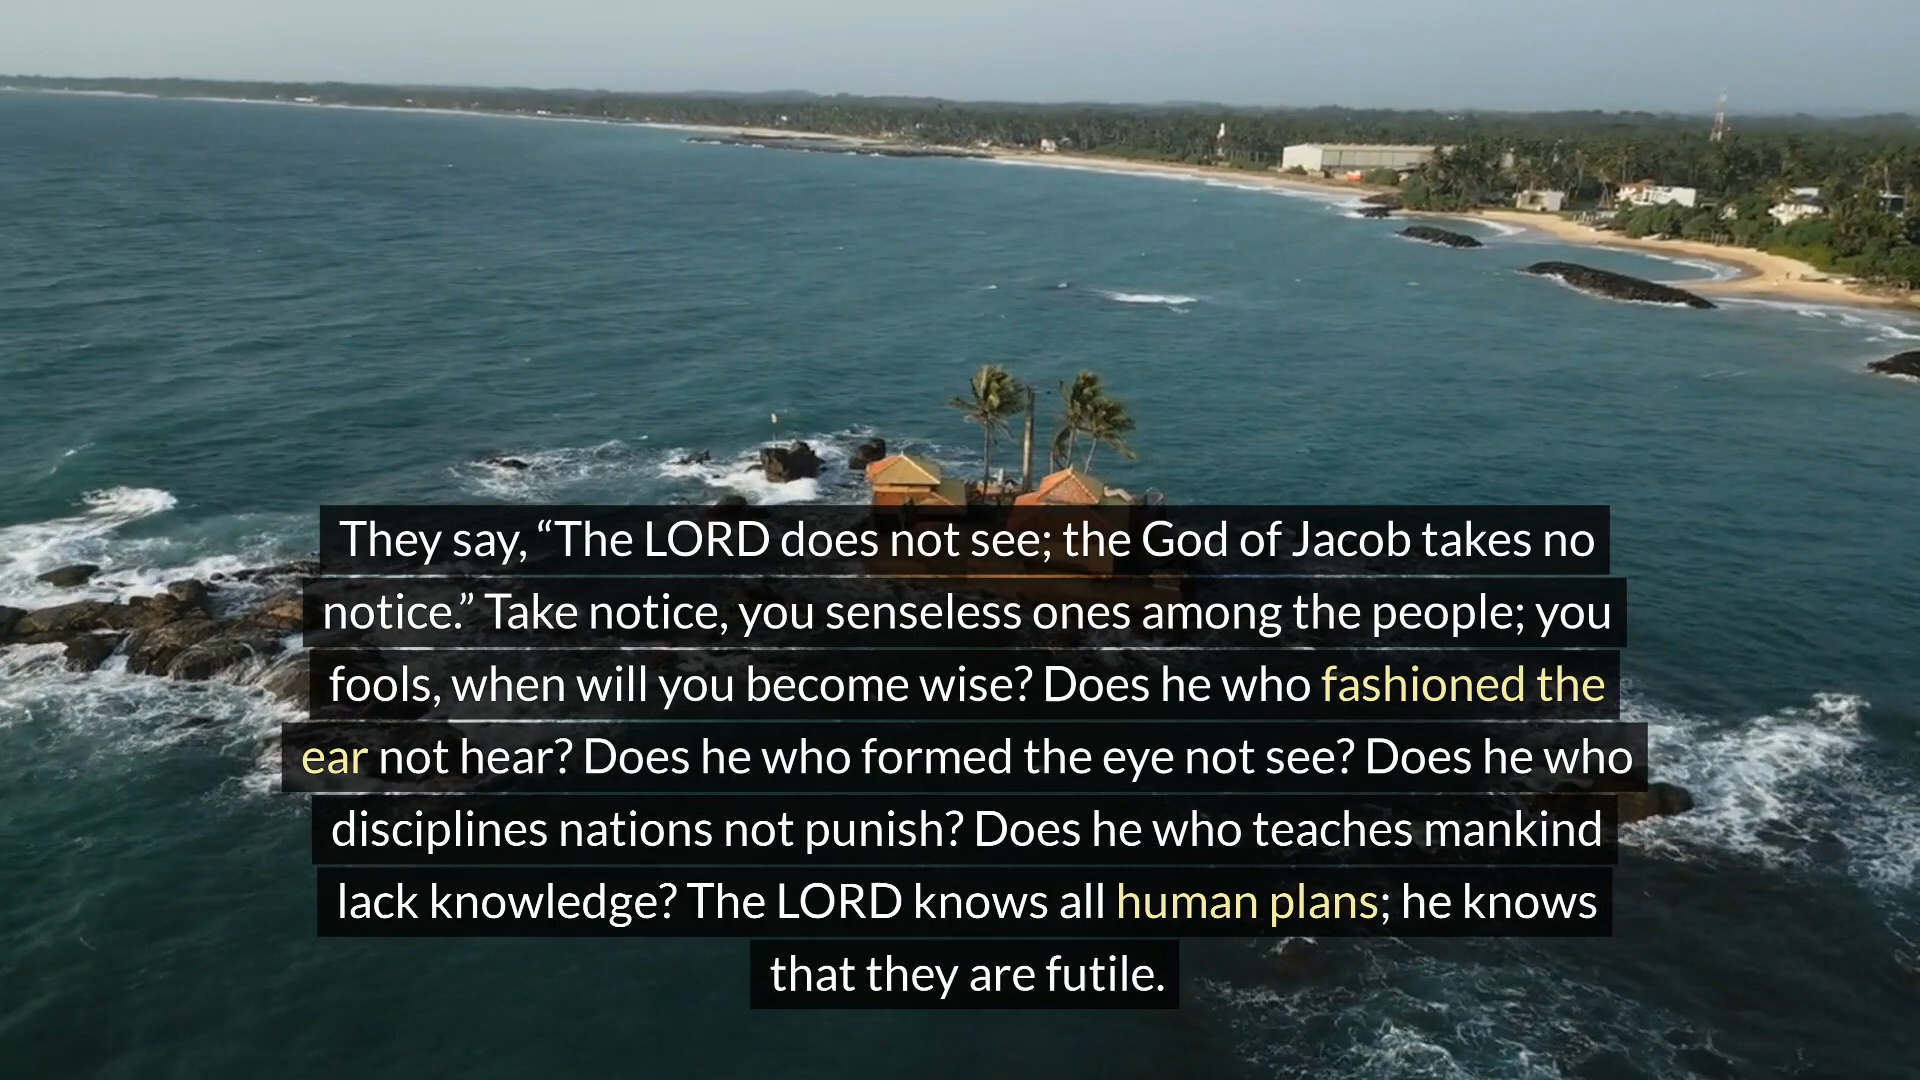 They say, “The LORD does not see; the God of Jacob takes no
notice.” Take notice, you senseless ones among the people; you
fools, when will you become wise? Does he who fashioned the
ear not hear? Does he who formed the eye not see? Does he who
disciplines nations not punish? Does he who teaches mankind
lack knowledge? The LORD knows all human plans; he knows
that they are futile.